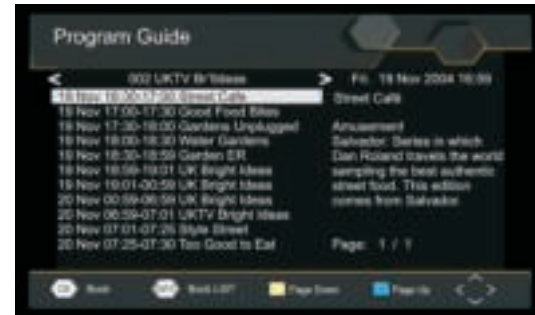 Program Guide
002 UKTV Br'Ideas
Fri 19 Nov 2004 16:59
19 Nov 16:30-17:00 Street Café
19 Nov 17:00-17:30 Good Food Bites
19 Nov 17:30-18:00 Gardens Unplugged
19 Nov 18:00-18:30 Water Gardens
19 Nov 18:30-18:59 Garden ER
19 Nov 18:59-19:01 UK Bright Ideas
19 Nov 19:01-00:59 UK Bright Ideas
20 Nov 00:59-06:59 UK Bright Ideas
20 Nov 06:59-07:01 UKTV Bright Ideas
20 Nov 07:01-07:25 Style Street
20 Nov 07:25-07:30 Too Good to Eat
Street Café
Amusement
Salvador: Series in which
Dan Roland travels the world
sampling the best authentic
street food. This edition
comes from Salvador.
Page: 1 / 1
Book
Book LIST
Page Down
Page Up